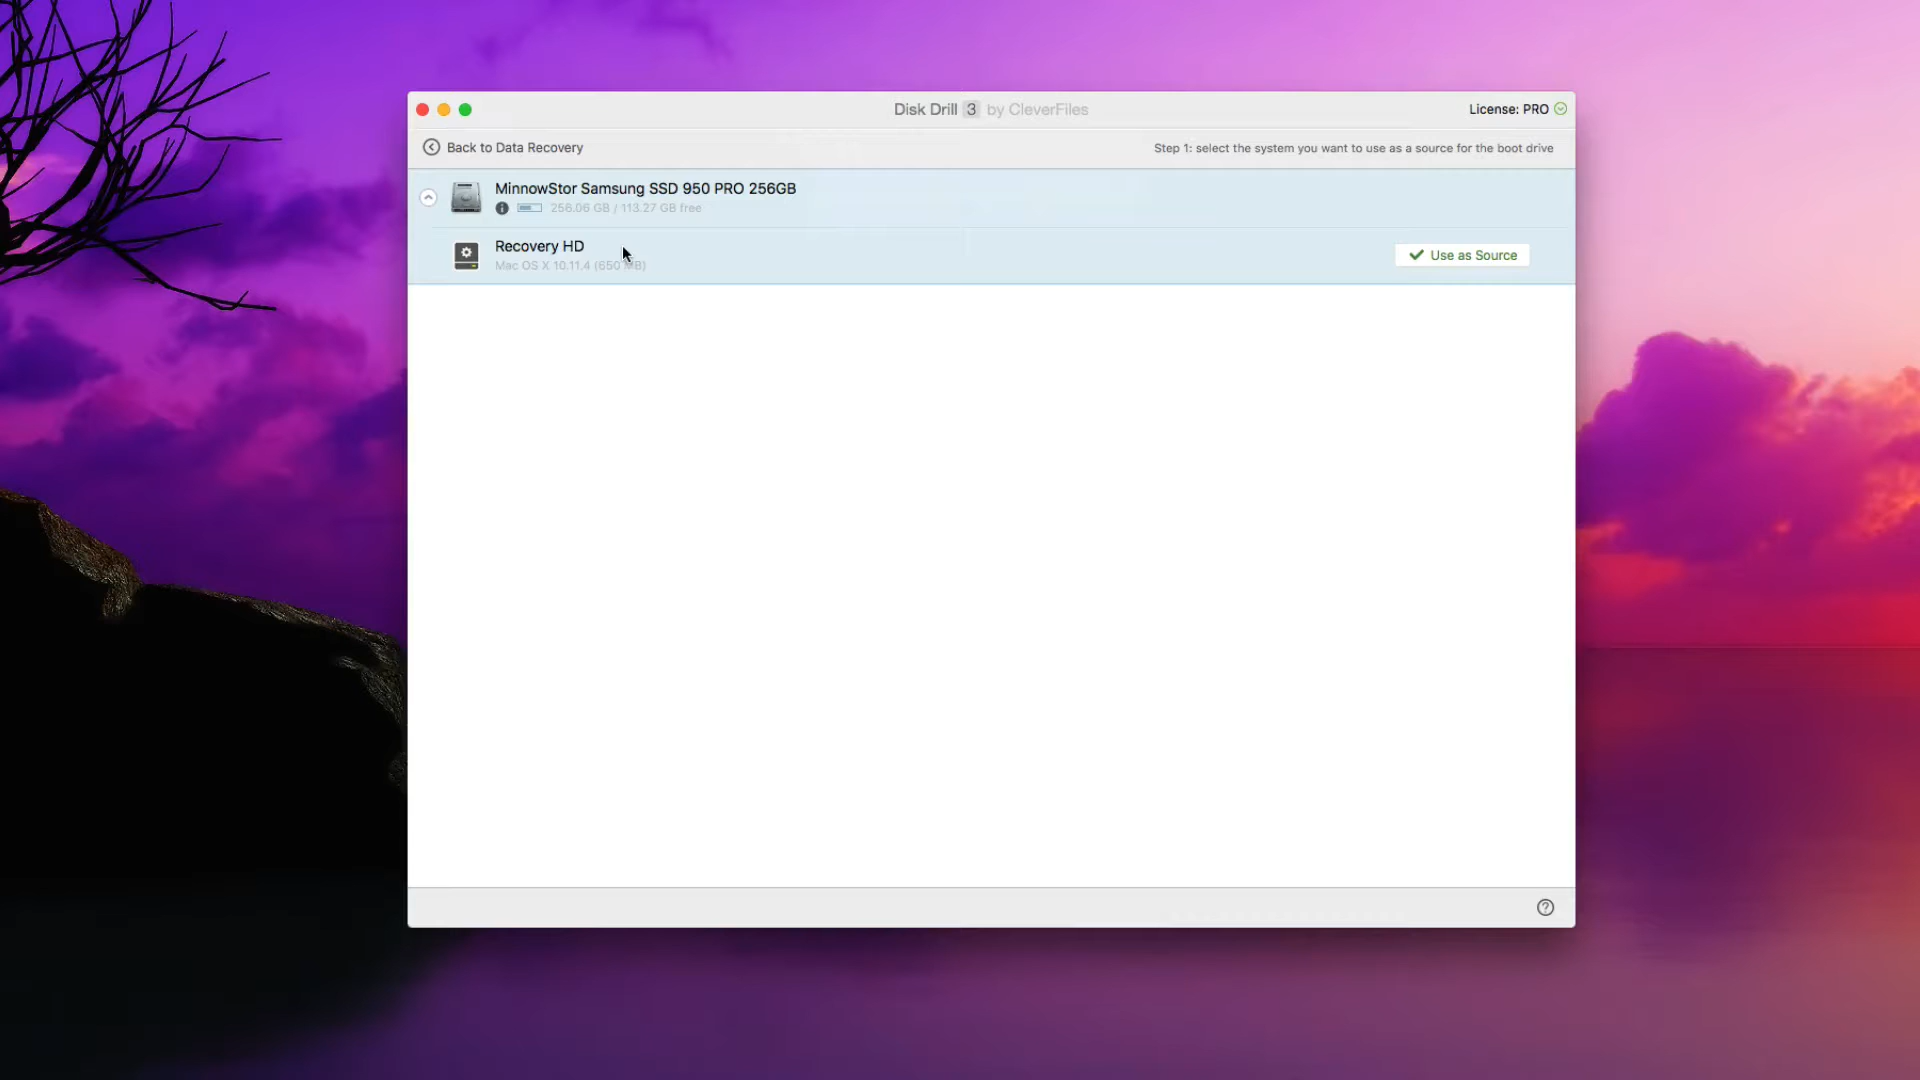 Disk Drill 3 by CleverFiles
License: PRO
Back to Data Recovery
Step 1: select the system you want to use as a source for the boot drive
MinnowStor Samsung SSD 950 PRO 256GB
256.06 GB / 113.27 GB free
Recovery HD
Mac OS X 10.11.4 (650 MB)
Use as Source